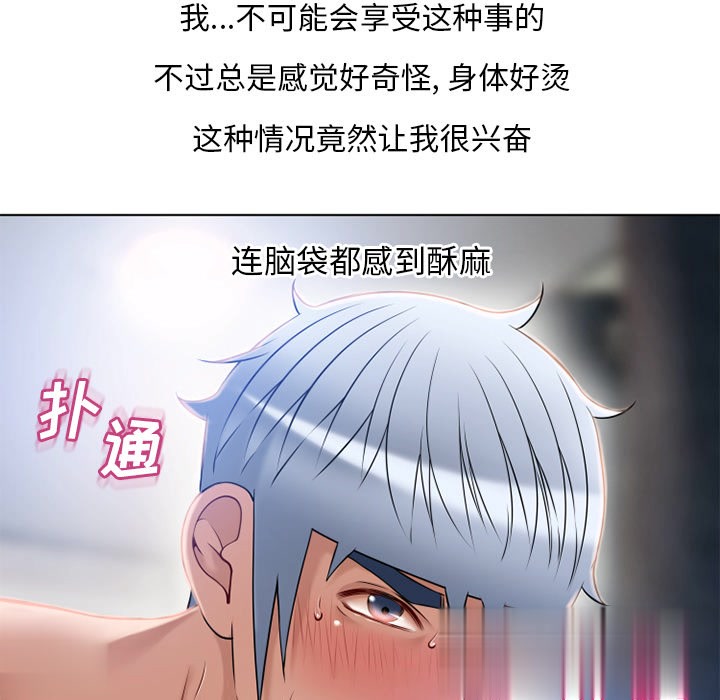 我...不可能会享受这种事的
不过总是感觉好奇怪, 身体好烫
这种情况竟然让我很兴奋
连脑袋都感到酥麻
扑通